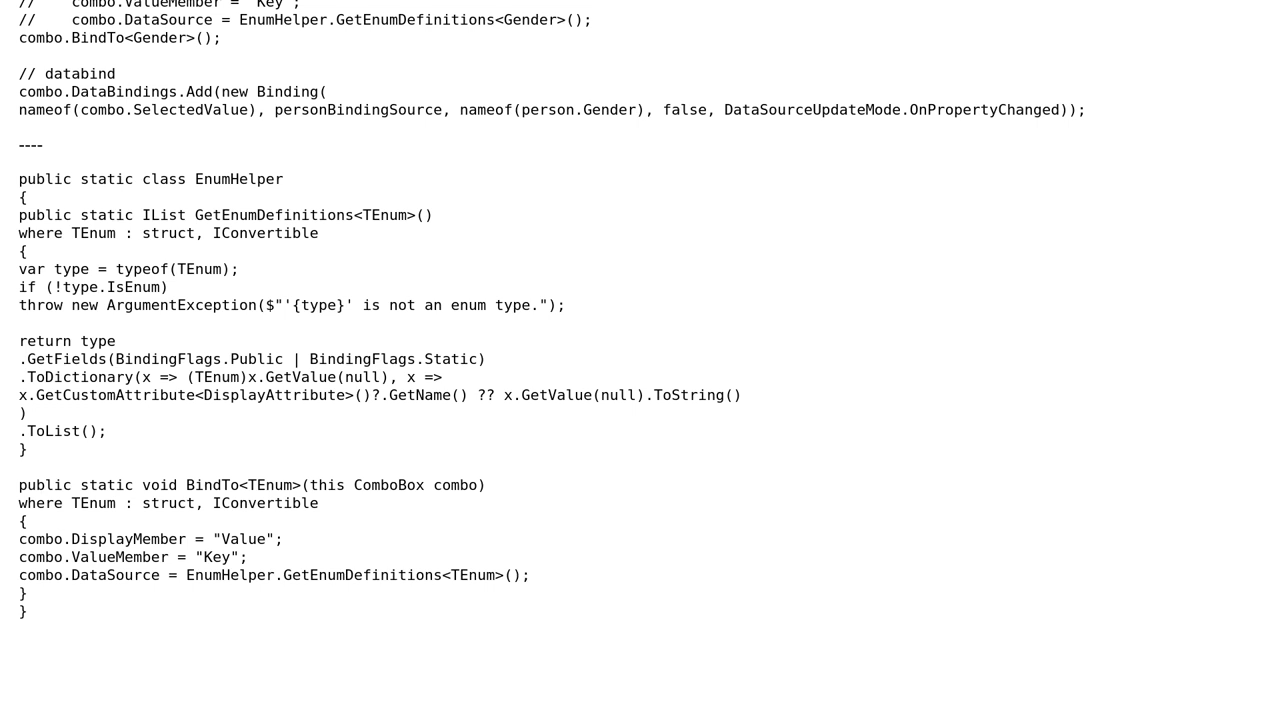 //    combo.ValueMember = "Key";
//    combo.DataSource = EnumHelper.GetEnumDefinitions<Gender>();
combo.BindTo<Gender>();

// databind
combo.DataBindings.Add(new Binding(
nameof(combo.SelectedValue), personBindingSource, nameof(person.Gender), false, DataSourceUpdateMode.OnPropertyChanged));

----

public static class EnumHelper
{
public static IList GetEnumDefinitions<TEnum>()
where TEnum : struct, IConvertible
{
var type = typeof(TEnum);
if (!type.IsEnum)
throw new ArgumentException($"'{type}' is not an enum type.");

return type
.GetFields(BindingFlags.Public | BindingFlags.Static)
.ToDictionary(x => (TEnum)x.GetValue(null), x =>
x.GetCustomAttribute<DisplayAttribute>()?.GetName() ?? x.GetValue(null).ToString()
)
.ToList();
}

public static void BindTo<TEnum>(this ComboBox combo)
where TEnum : struct, IConvertible
{
combo.DisplayMember = "Value";
combo.ValueMember = "Key";
combo.DataSource = EnumHelper.GetEnumDefinitions<TEnum>();
}
}